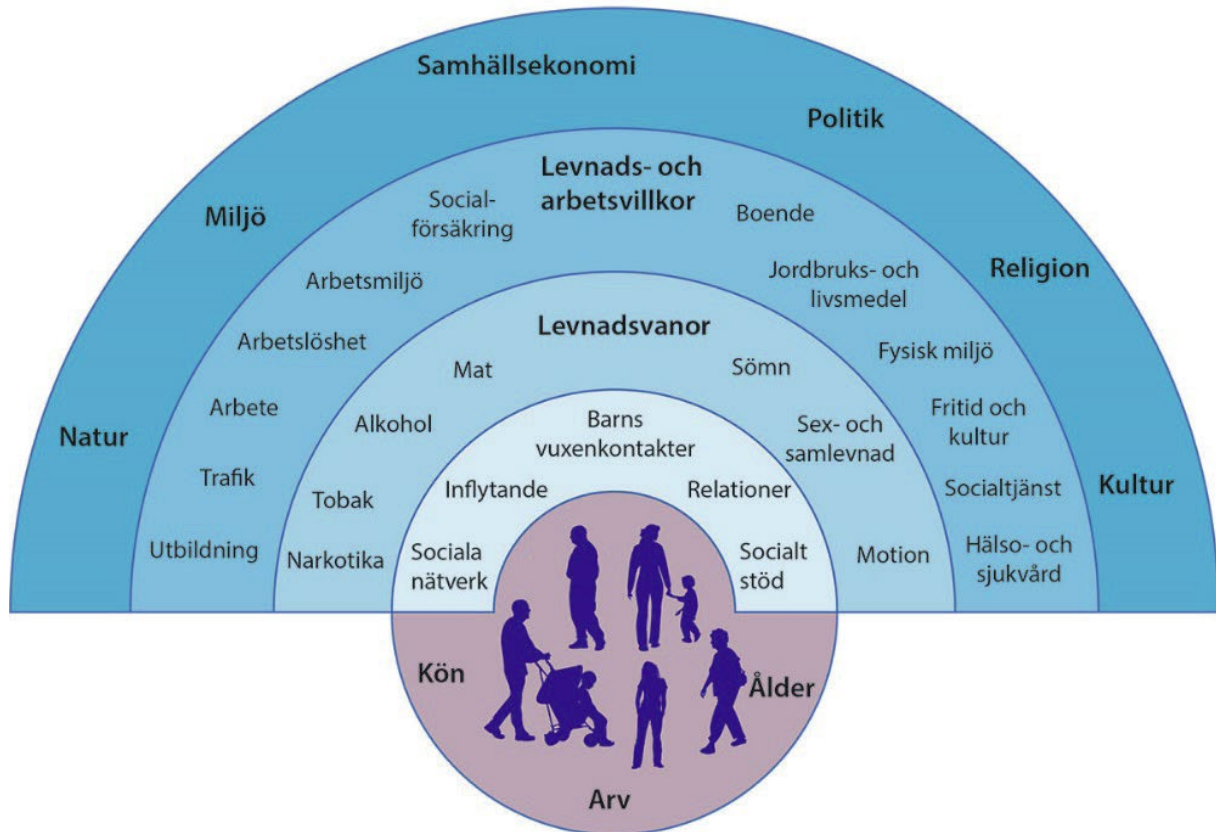 Samhällsekonomi
Politik
Miljö
Religion
Natur
Kultur
Levnads- och
arbetsvillkor
Social-
försäkring
Boende
Arbetsmiljö
Jordbruks- och
livsmedel
Arbetslöshet
Fysisk miljö
Arbete
Fritid och
kultur
Trafik
Socialtjänst
Utbildning
Hälso- och
sjukvård
Levnadsvanor
Mat
Sömn
Alkohol
Sex- och
samlevnad
Tobak
Narkotika
Motion
Barns
vuxenkontakter
Inflytande
Relationer
Sociala
nätverk
Socialt
stöd
Kön
Ålder
Arv